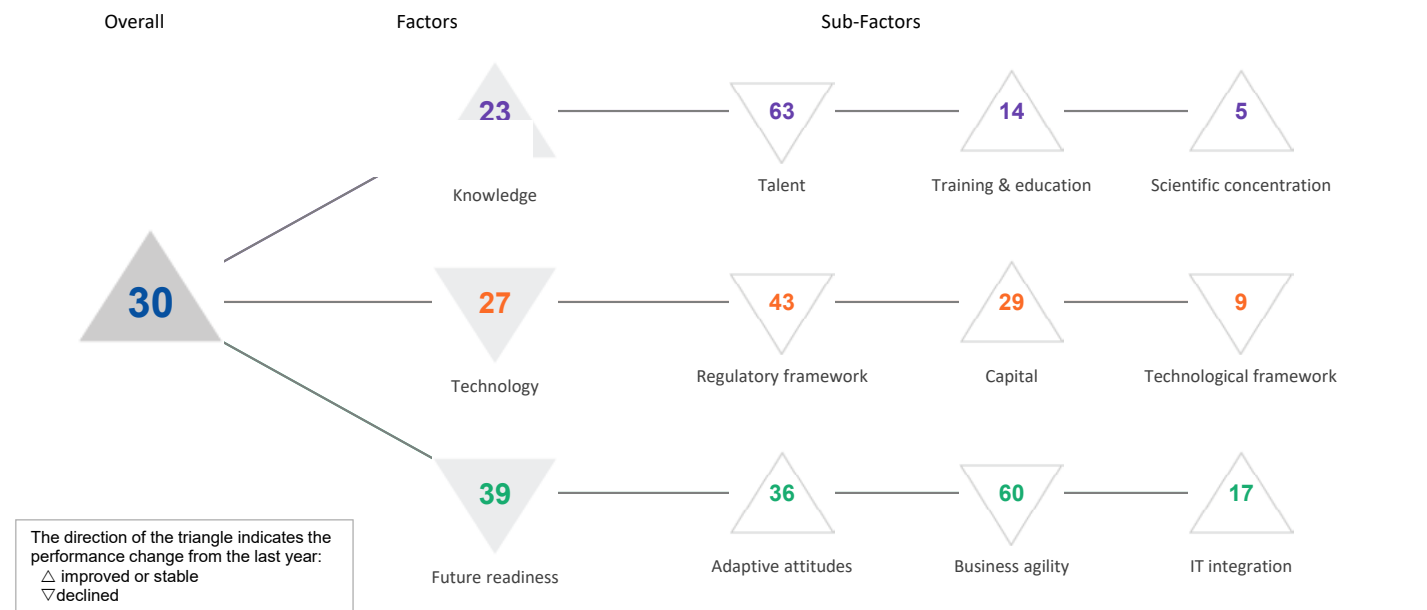 Overall Factors Sub-Factors
23 63 14 5
Knowledge Talent Training & education Scientific concentration
30 27 43 29 9
Technology Regulatory framework Capital Technological framework
39 36 60 17
Future readiness Adaptive attitudes Business agility IT integration
The direction of the triangle indicates the
performance change from the last year:
△ improved or stable
▽declined